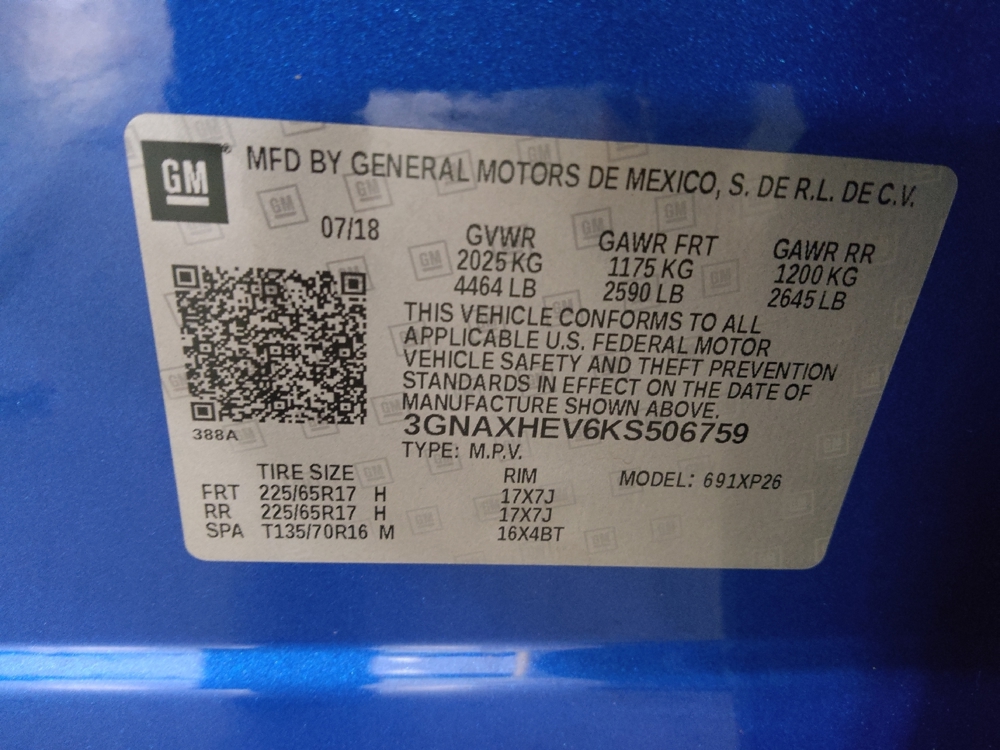 GM® MFD BY GENERAL MOTORS DE MEXICO, S. DE R.L. DE C.V.
07/18 GVWR GAWR FRT GAWR RR
2025 KG 1175 KG 1200 KG
4464 LB 2590 LB 2645 LB
THIS VEHICLE CONFORMS TO ALL
APPLICABLE U.S. FEDERAL MOTOR
VEHICLE SAFETY AND THEFT PREVENTION
STANDARDS IN EFFECT ON THE DATE OF
MANUFACTURE SHOWN ABOVE.
388A 3GNAXHEV6KS506759
TYPE: M.P.V.
TIRE SIZE RIM MODEL: 691XP26
FRT 225/65R17 H 17X7J
RR 225/65R17 H 17X7J
SPA T135/70R16 M 16X4BT